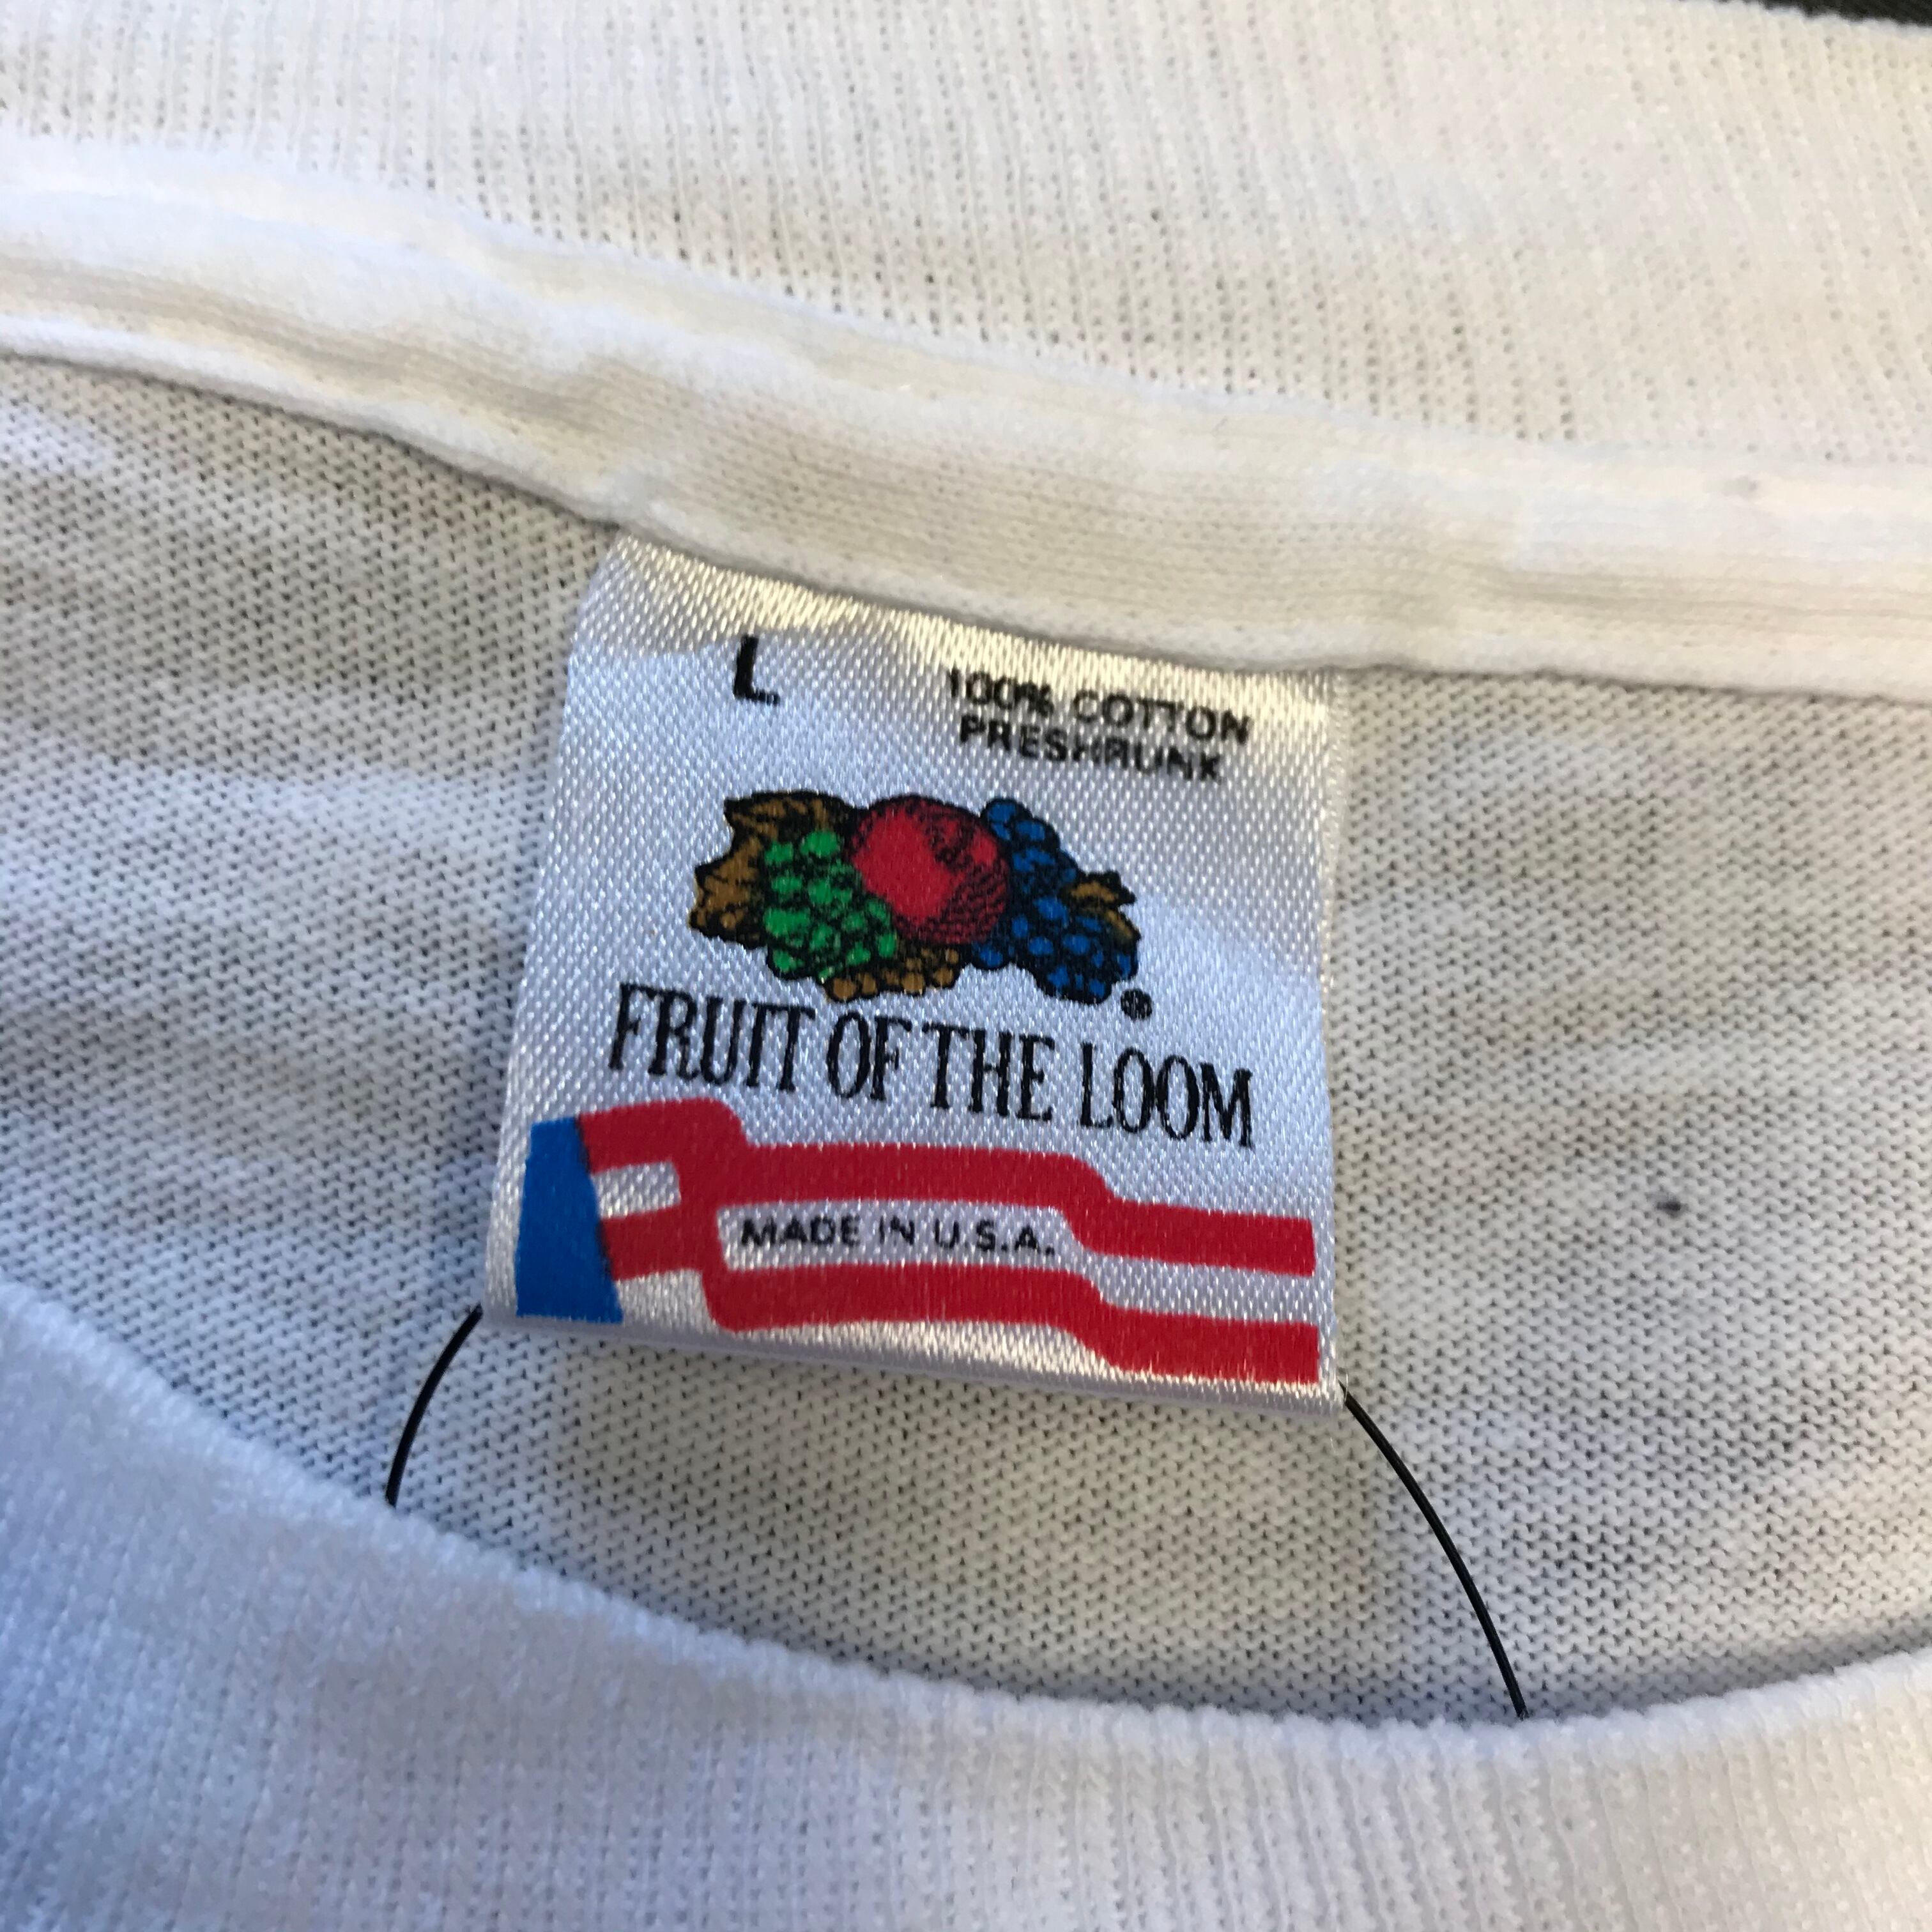 L
100% COTTON
PRESHRUNK
®
FRUIT OF THE LOOM
MADE IN U.S.A.